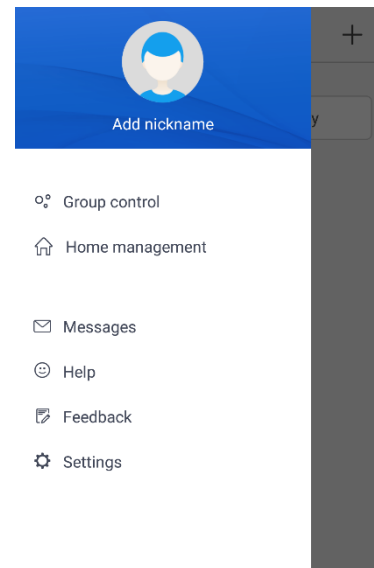 Add nickname
y
Group control
Home management
Messages
Help
Feedback
Settings